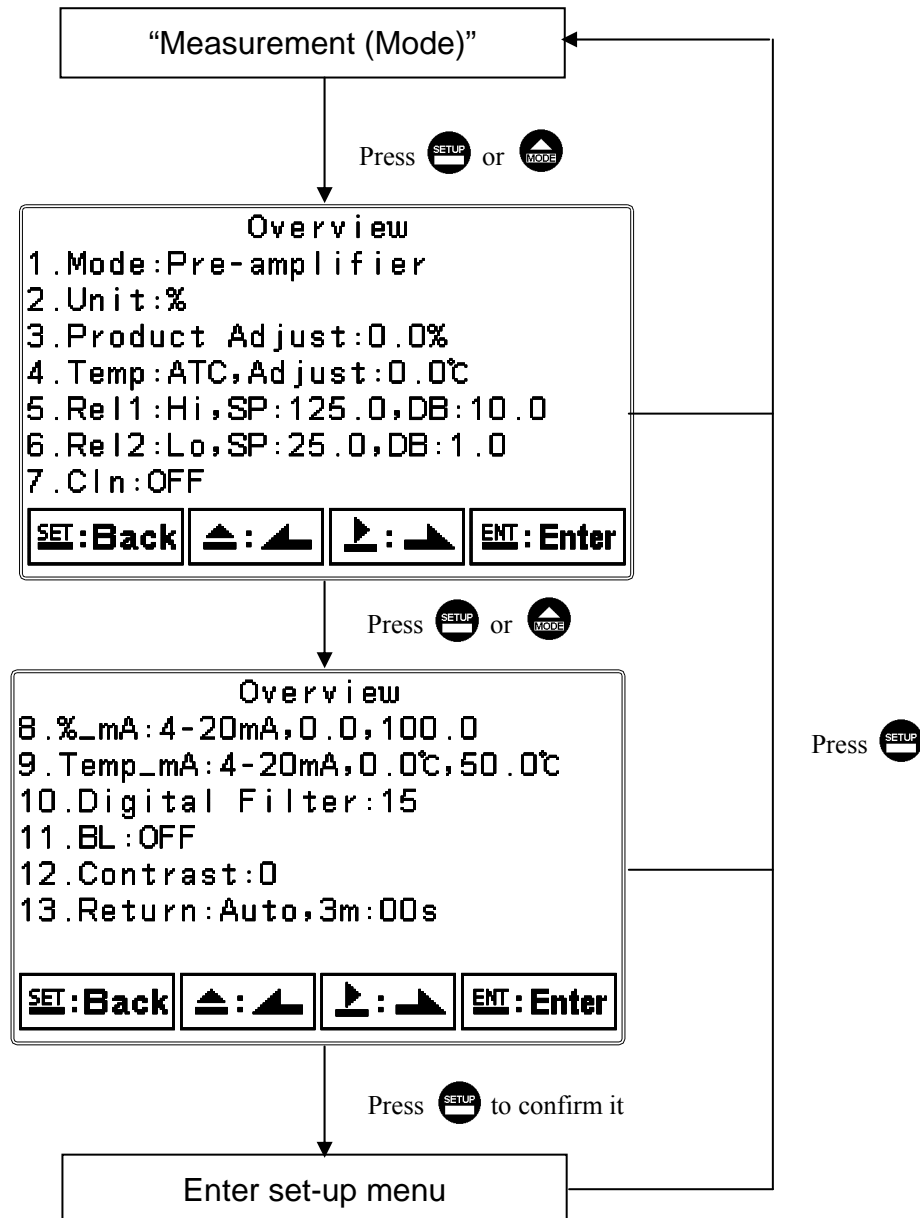 “Measurement (Mode)”
Press SETUP or MODE
Overview
1.Mode:Pre-amplifier
2.Unit:%
3.Product Adjust:0.0%
4.Temp:ATC,Adjust:0.0℃
5.Rel1:Hi,SP:125.0,DB:10.0
6.Rel2:Lo,SP:25.0,DB:1.0
7.Cln:OFF
SET:Back : : ENT:Enter
Press SETUP or MODE
Overview
8.%_mA:4-20mA,0.0,100.0
9.Temp_mA:4-20mA,0.0℃,50.0℃
10.Digital Filter:15
11.BL:OFF
12.Contrast:0
13.Return:Auto,3m:00s
SET:Back : : ENT:Enter
Press SETUP
Press SETUP to confirm it
Enter set-up menu